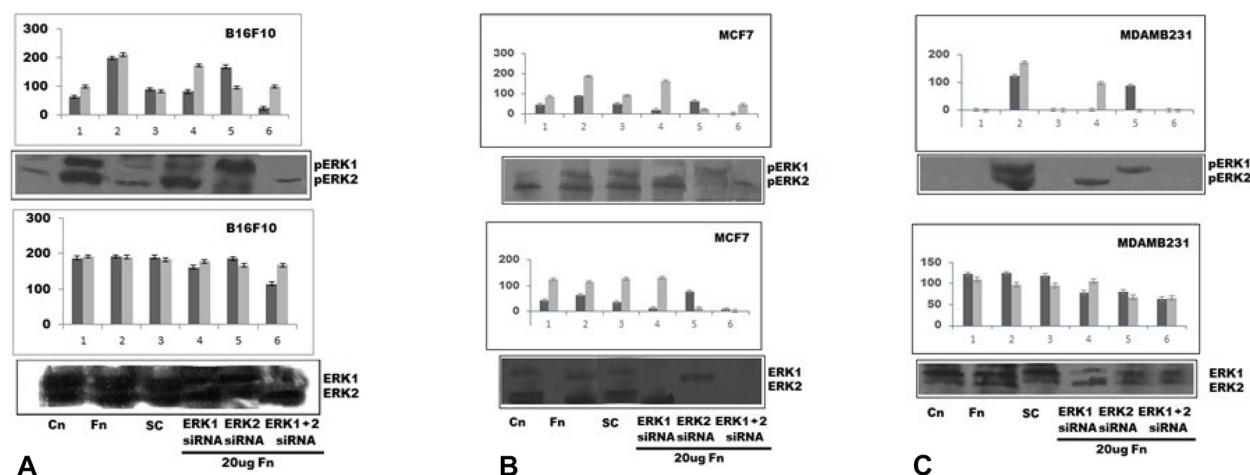 B16F10
300
200
100
0
1 2 3 4 5 6
pERK1
pERK2
B16F10
300
200
100
0
1 2 3 4 5 6
ERK1
ERK2
Cn Fn SC ERK1 ERK2 ERK1+2
siRNA siRNA siRNA
20ug Fn
A
MCF7
300
200
100
0
1 2 3 4 5 6
pERK1
pERK2
MCF7
300
200
100
0
1 2 3 4 5 6
ERK1
ERK2
Cn Fn SC ERK1 ERK2 ERK1+2
siRNA siRNA siRNA
20ug Fn
B
MDAMB231
200
100
0
1 2 3 4 5 6
pERK1
pERK2
MDAMB231
150
100
50
0
1 2 3 4 5 6
ERK1
ERK2
Cn Fn SC ERK1 ERK2 ERK1+2
siRNA siRNA siRNA
20ug Fn
C